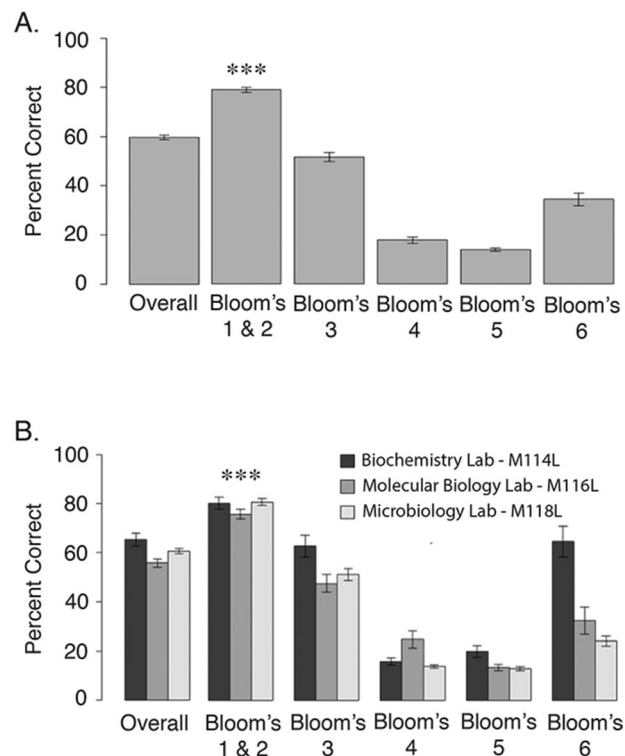 A.
100
80
60
40
20
0
Percent Correct
***
Overall Bloom's Bloom's Bloom's Bloom's Bloom's
1 & 2 3 4 5 6
B.
100
80
60
40
20
0
Percent Correct
***
Biochemistry Lab - M114L
Molecular Biology Lab - M116L
Microbiology Lab - M118L
Overall Bloom's Bloom's Bloom's Bloom's Bloom's
1 & 2 3 4 5 6